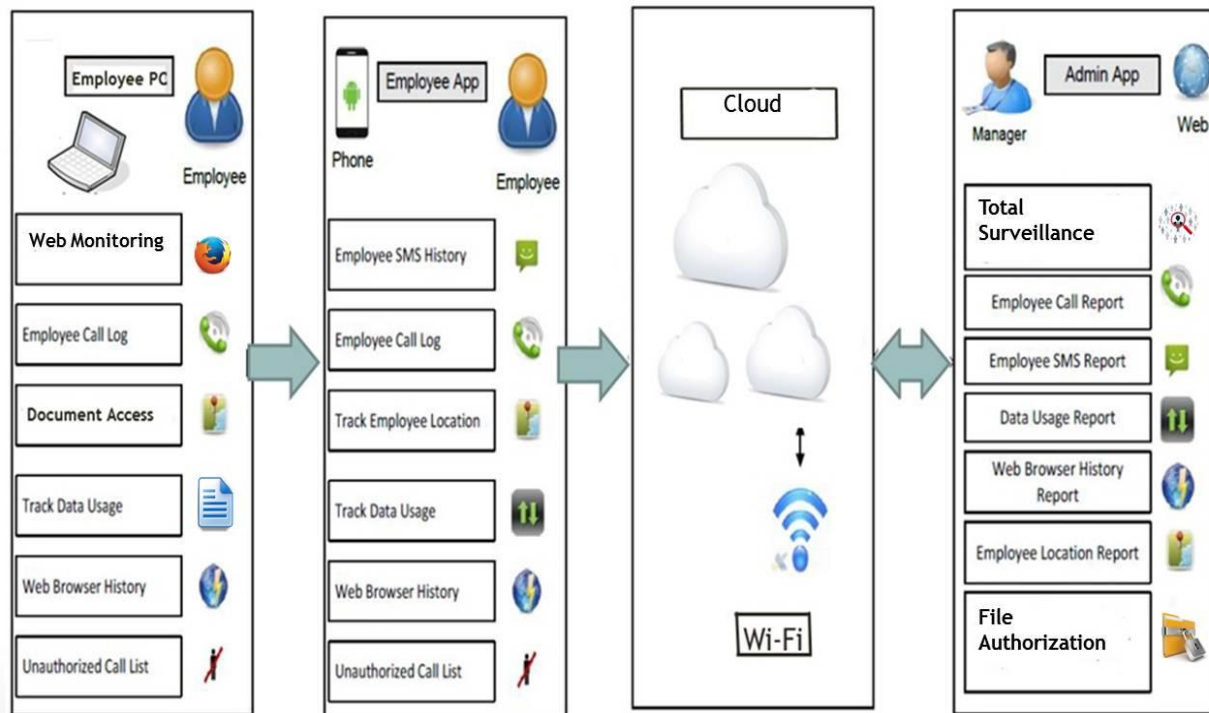 Employee PC
Employee
Web Monitoring
Employee Call Log
Document Access
Track Data Usage
Web Browser History
Unauthorized Call List
Employee App
Phone
Employee
Employee SMS History
Employee Call Log
Track Employee Location
Track Data Usage
Web Browser History
Unauthorized Call List
Cloud
Wi-Fi
Admin App
Manager
Web
Total
Surveillance
Employee Call Report
Employee SMS Report
Data Usage Report
Web Browser History
Report
Employee Location Report
File
Authorization